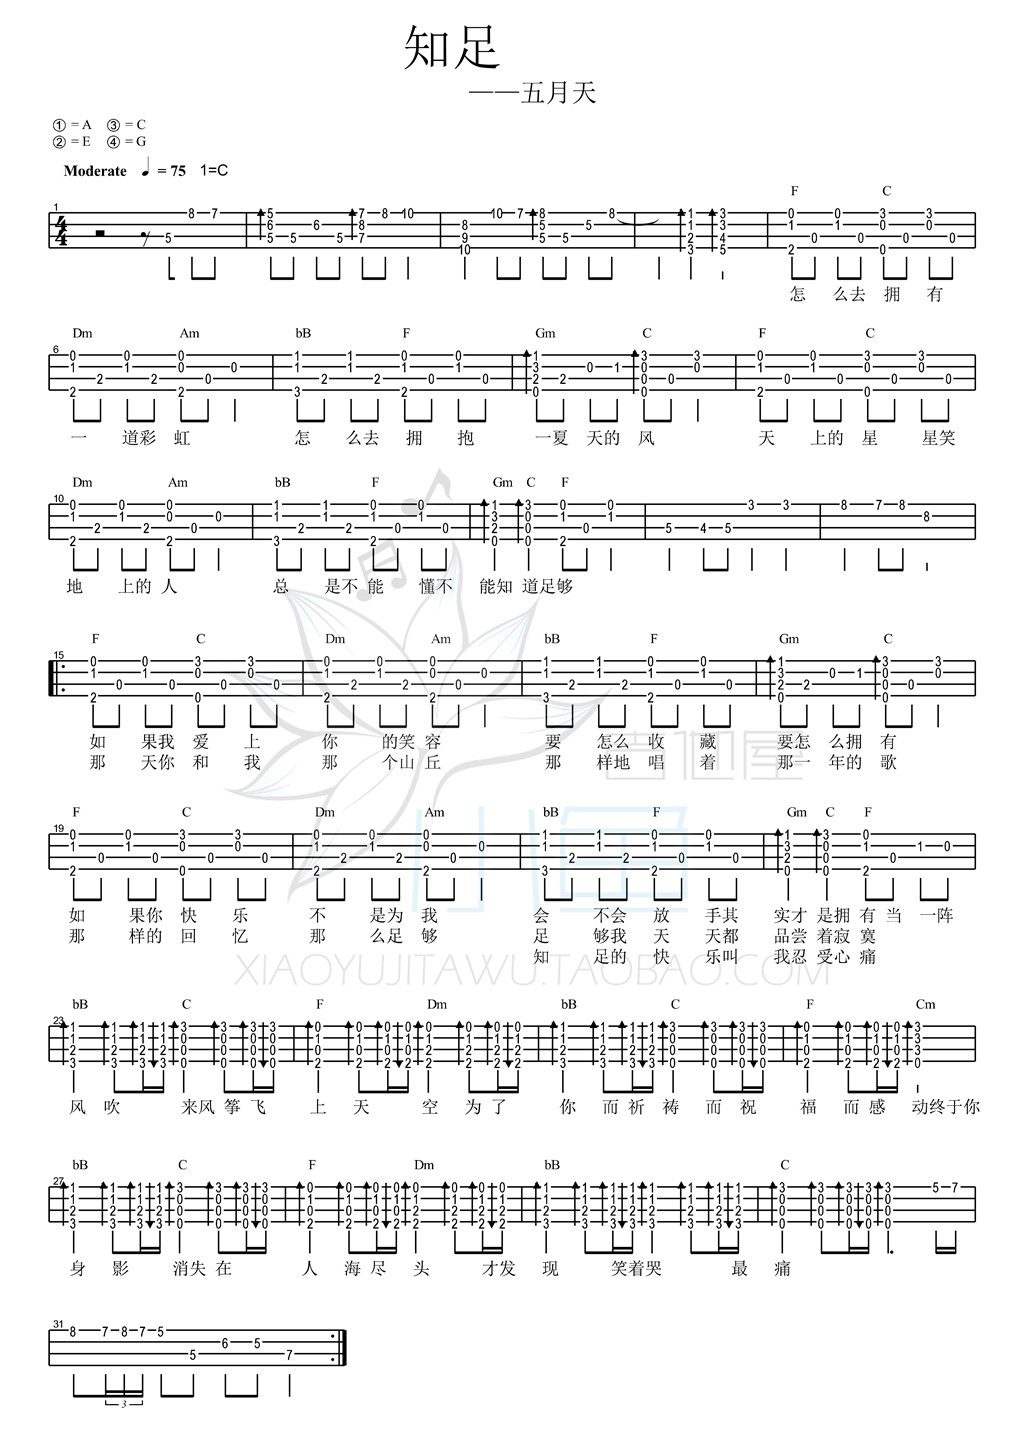 知足
——五月天
① = A ③ = C
② = E ④ = G
Moderate ♩ = 75 1=C
F C
怎 么去 拥 有
Dm Am bB F Gm C F C
一 道彩 虹 怎 么去 拥 抱 一夏 天的 风 天 上的 星 星笑
Dm Am bB F Gm C F
地 上的 人 总 是不 能 懂不 能知 道足够
F C Dm Am bB F Gm C
如 果我 爱 上 你 的笑 容 要 怎么 收 藏 要怎 么拥 有
那 天你 和 我 那 个山 丘 那 样地 唱 着 那一 年的 歌
F C Dm Am bB F Gm C F
如 果你 快 乐 不 是为 我 会 不会 放 手其 实才 是拥 有 当 一阵
那 样的 回 忆 那 么足 够 足 够我 天 天都 品尝 着寂 寞
知 足的 快 乐叫 我忍 受心 痛
小鱼吉他屋
XIAOYUJITAWU.TAOBAO.COM
bB C F Dm bB C F Cm
风 吹 来风 筝 飞 上 天 空 为 了 你 而祈 祷 而 祝 福 而感 动终于你
bB C F Dm bB C
身 影 消失 在 人 海 尽 头 才发 现 笑着哭 最 痛